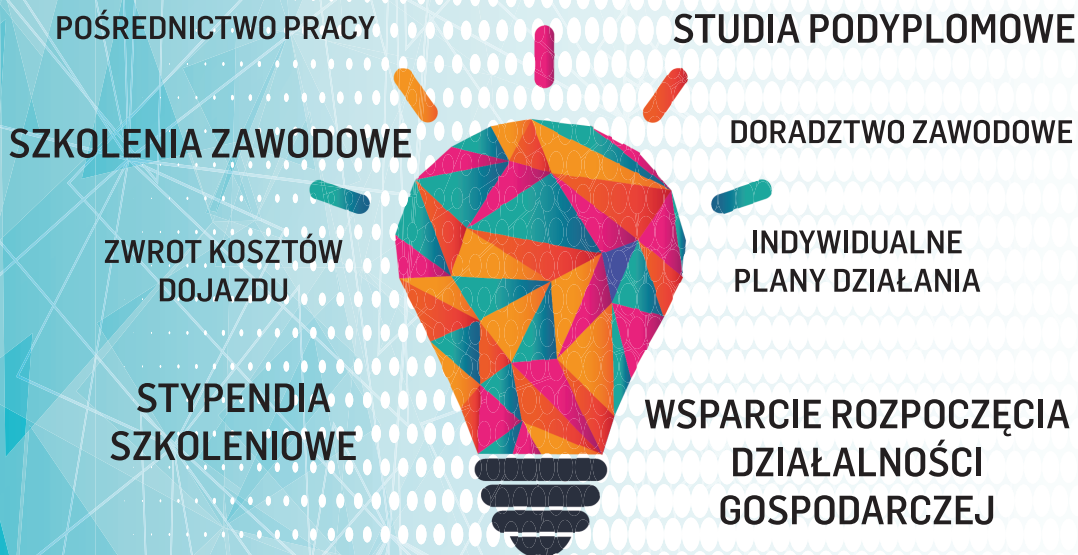 POŚREDNICTWO PRACY
SZKOLENIA ZAWODOWE
ZWROT KOSZTÓW
DOJAZDU
STYPENDIA
SZKOLENIOWE
STUDIA PODYPLOMOWE
DORADZTWO ZAWODOWE
INDYWIDUALNE
PLANY DZIAŁANIA
WSPARCIE ROZPOCZĘCIA
DZIAŁALNOŚCI
GOSPODARCZEJ